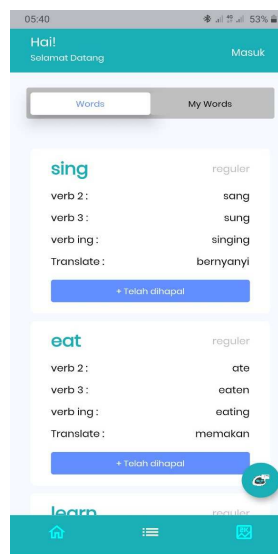 05:40 53%
Hai!
Selamat Datang
Masuk
Words My Words
sing reguler
verb 2 : sang
verb 3 : sung
verb ing : singing
Translate : bernyanyi
+ Telah dihapal
eat reguler
verb 2 : ate
verb 3 : eaten
verb ing : eating
Translate : memakan
+ Telah dihapal
learn reguler